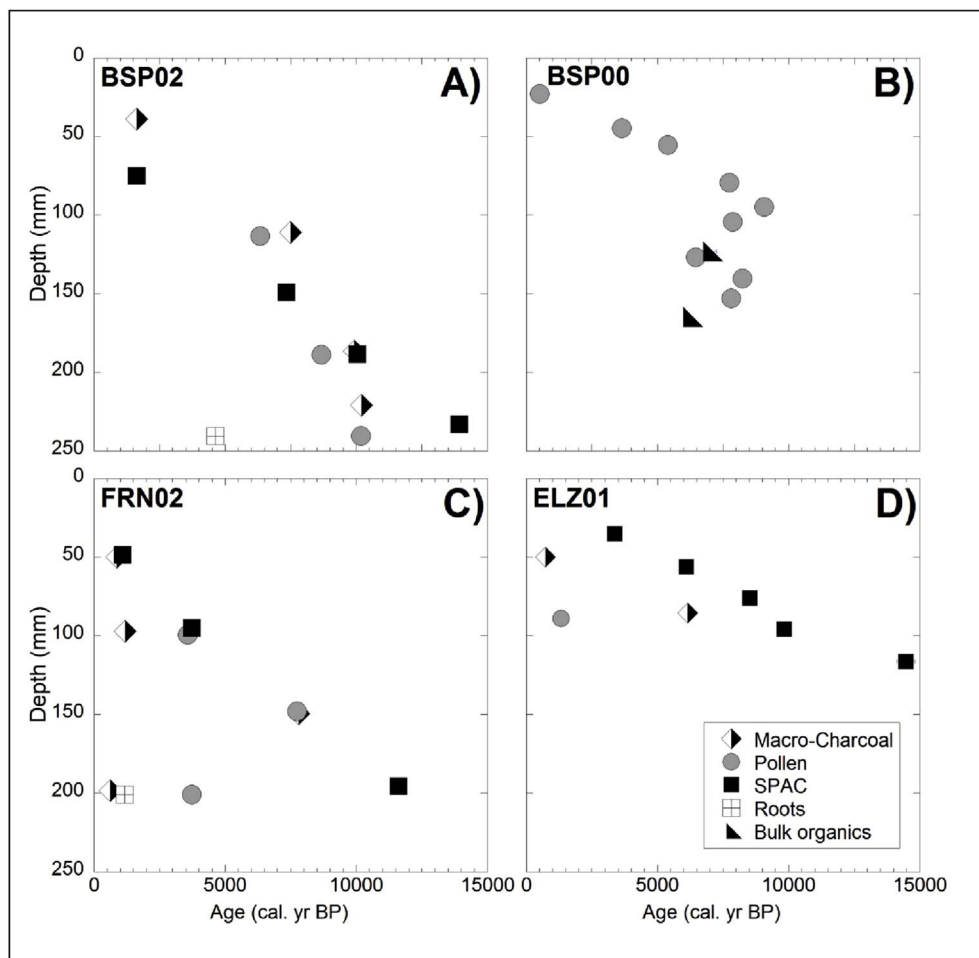 0
50
100
150
200
250
Depth (mm)
BSP02
A)
BSP00
B)
0
50
100
150
200
250
Depth (mm)
FRN02
C)
ELZ01
D)
Macro-Charcoal
Pollen
SPAC
Roots
Bulk organics
0 5000 10000 15000
0 5000 10000 15000
Age (cal. yr BP)
Age (cal. yr BP)